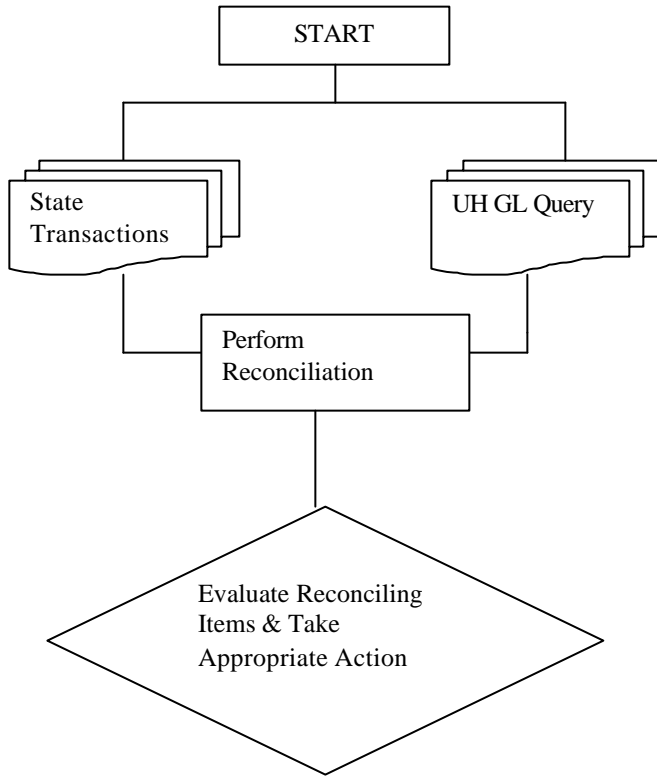 START
State
Transactions
UH GL Query
Perform
Reconciliation
Evaluate Reconciling
Items & Take
Appropriate Action